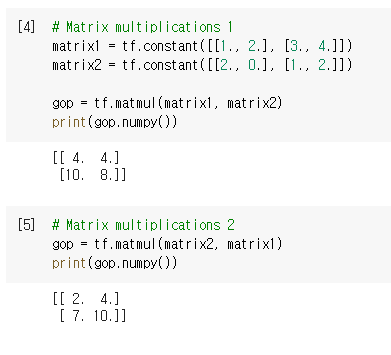 [4] # Matrix multiplications 1
matrix1 = tf.constant([[1., 2.], [3., 4.]])
matrix2 = tf.constant([[2., 0.], [1., 2.]])
gop = tf.matmul(matrix1, matrix2)
print(gop.numpy())
[[ 4.  4.]
 [10.  8.]]
[5] # Matrix multiplications 2
gop = tf.matmul(matrix2, matrix1)
print(gop.numpy())
[[ 2.  4.]
 [ 7. 10.]]